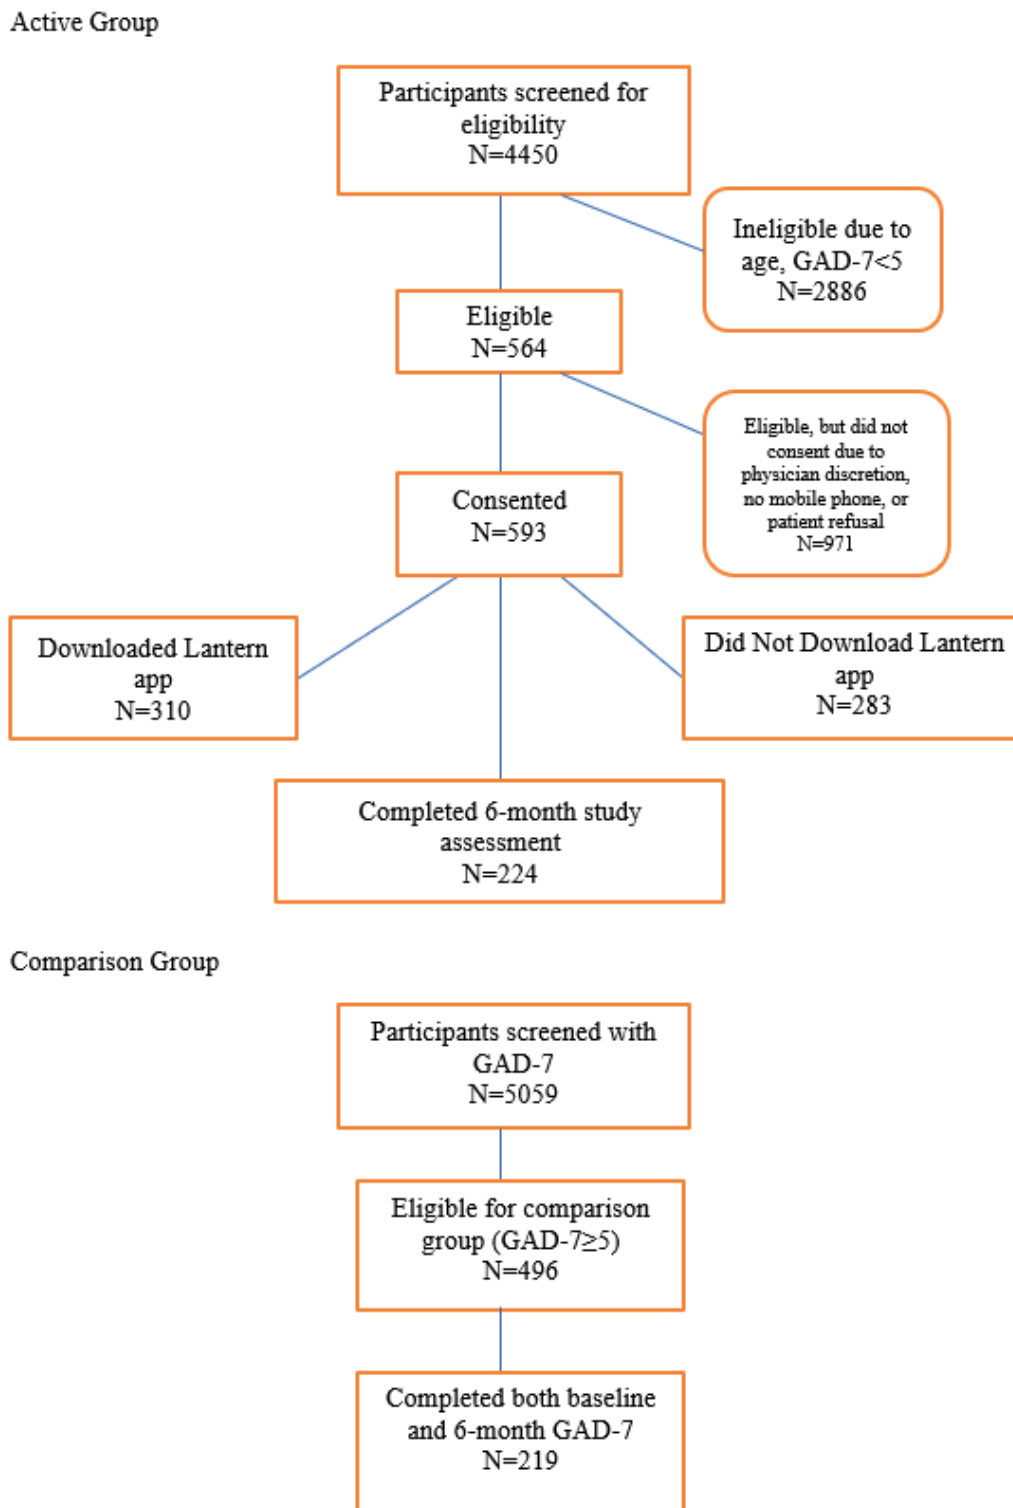 Active Group
Participants screened for
eligibility
N=4450
Ineligible due to
age, GAD-7<5
N=2886
Eligible
N=564
Eligible, but did not
consent due to
physician discretion,
no mobile phone, or
patient refusal
N=971
Consented
N=593
Downloaded Lantern
app
N=310
Did Not Download Lantern
app
N=283
Completed 6-month study
assessment
N=224
Comparison Group
Participants screened with
GAD-7
N=5059
Eligible for comparison
group (GAD-7≥5)
N=496
Completed both baseline
and 6-month GAD-7
N=219